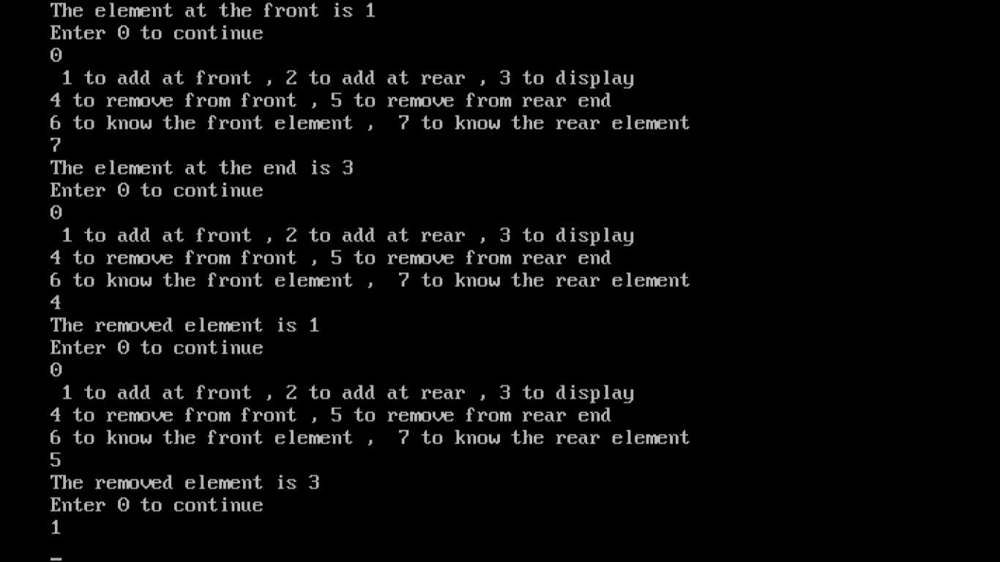 The element at the front is 1
Enter 0 to continue
0
 1 to add at front , 2 to add at rear , 3 to display
4 to remove from front , 5 to remove from rear end
6 to know the front element ,  7 to know the rear element
7
The element at the end is 3
Enter 0 to continue
0
 1 to add at front , 2 to add at rear , 3 to display
4 to remove from front , 5 to remove from rear end
6 to know the front element ,  7 to know the rear element
4
The removed element is 1
Enter 0 to continue
0
 1 to add at front , 2 to add at rear , 3 to display
4 to remove from front , 5 to remove from rear end
6 to know the front element ,  7 to know the rear element
5
The removed element is 3
Enter 0 to continue
1
_